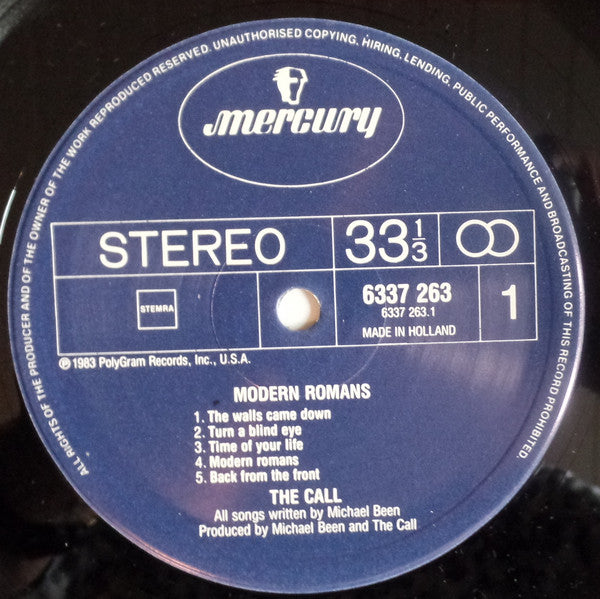 ALL RIGHTS OF THE PRODUCER AND OF THE OWNER OF THE WORK REPRODUCED RESERVED. UNAUTHORISED COPYING, HIRING, LENDING, PUBLIC PERFORMANCE AND BROADCASTING OF THIS RECORD PROHIBITED.
mercury
STEREO 33 1/3
STEMRA 6337 263 1
6337 263.1
MADE IN HOLLAND
℗ 1983 PolyGram Records, Inc., U.S.A.
MODERN ROMANS
1. The walls came down
2. Turn a blind eye
3. Time of your life
4. Modern romans
5. Back from the front
THE CALL
All songs written by Michael Been
Produced by Michael Been and The Call